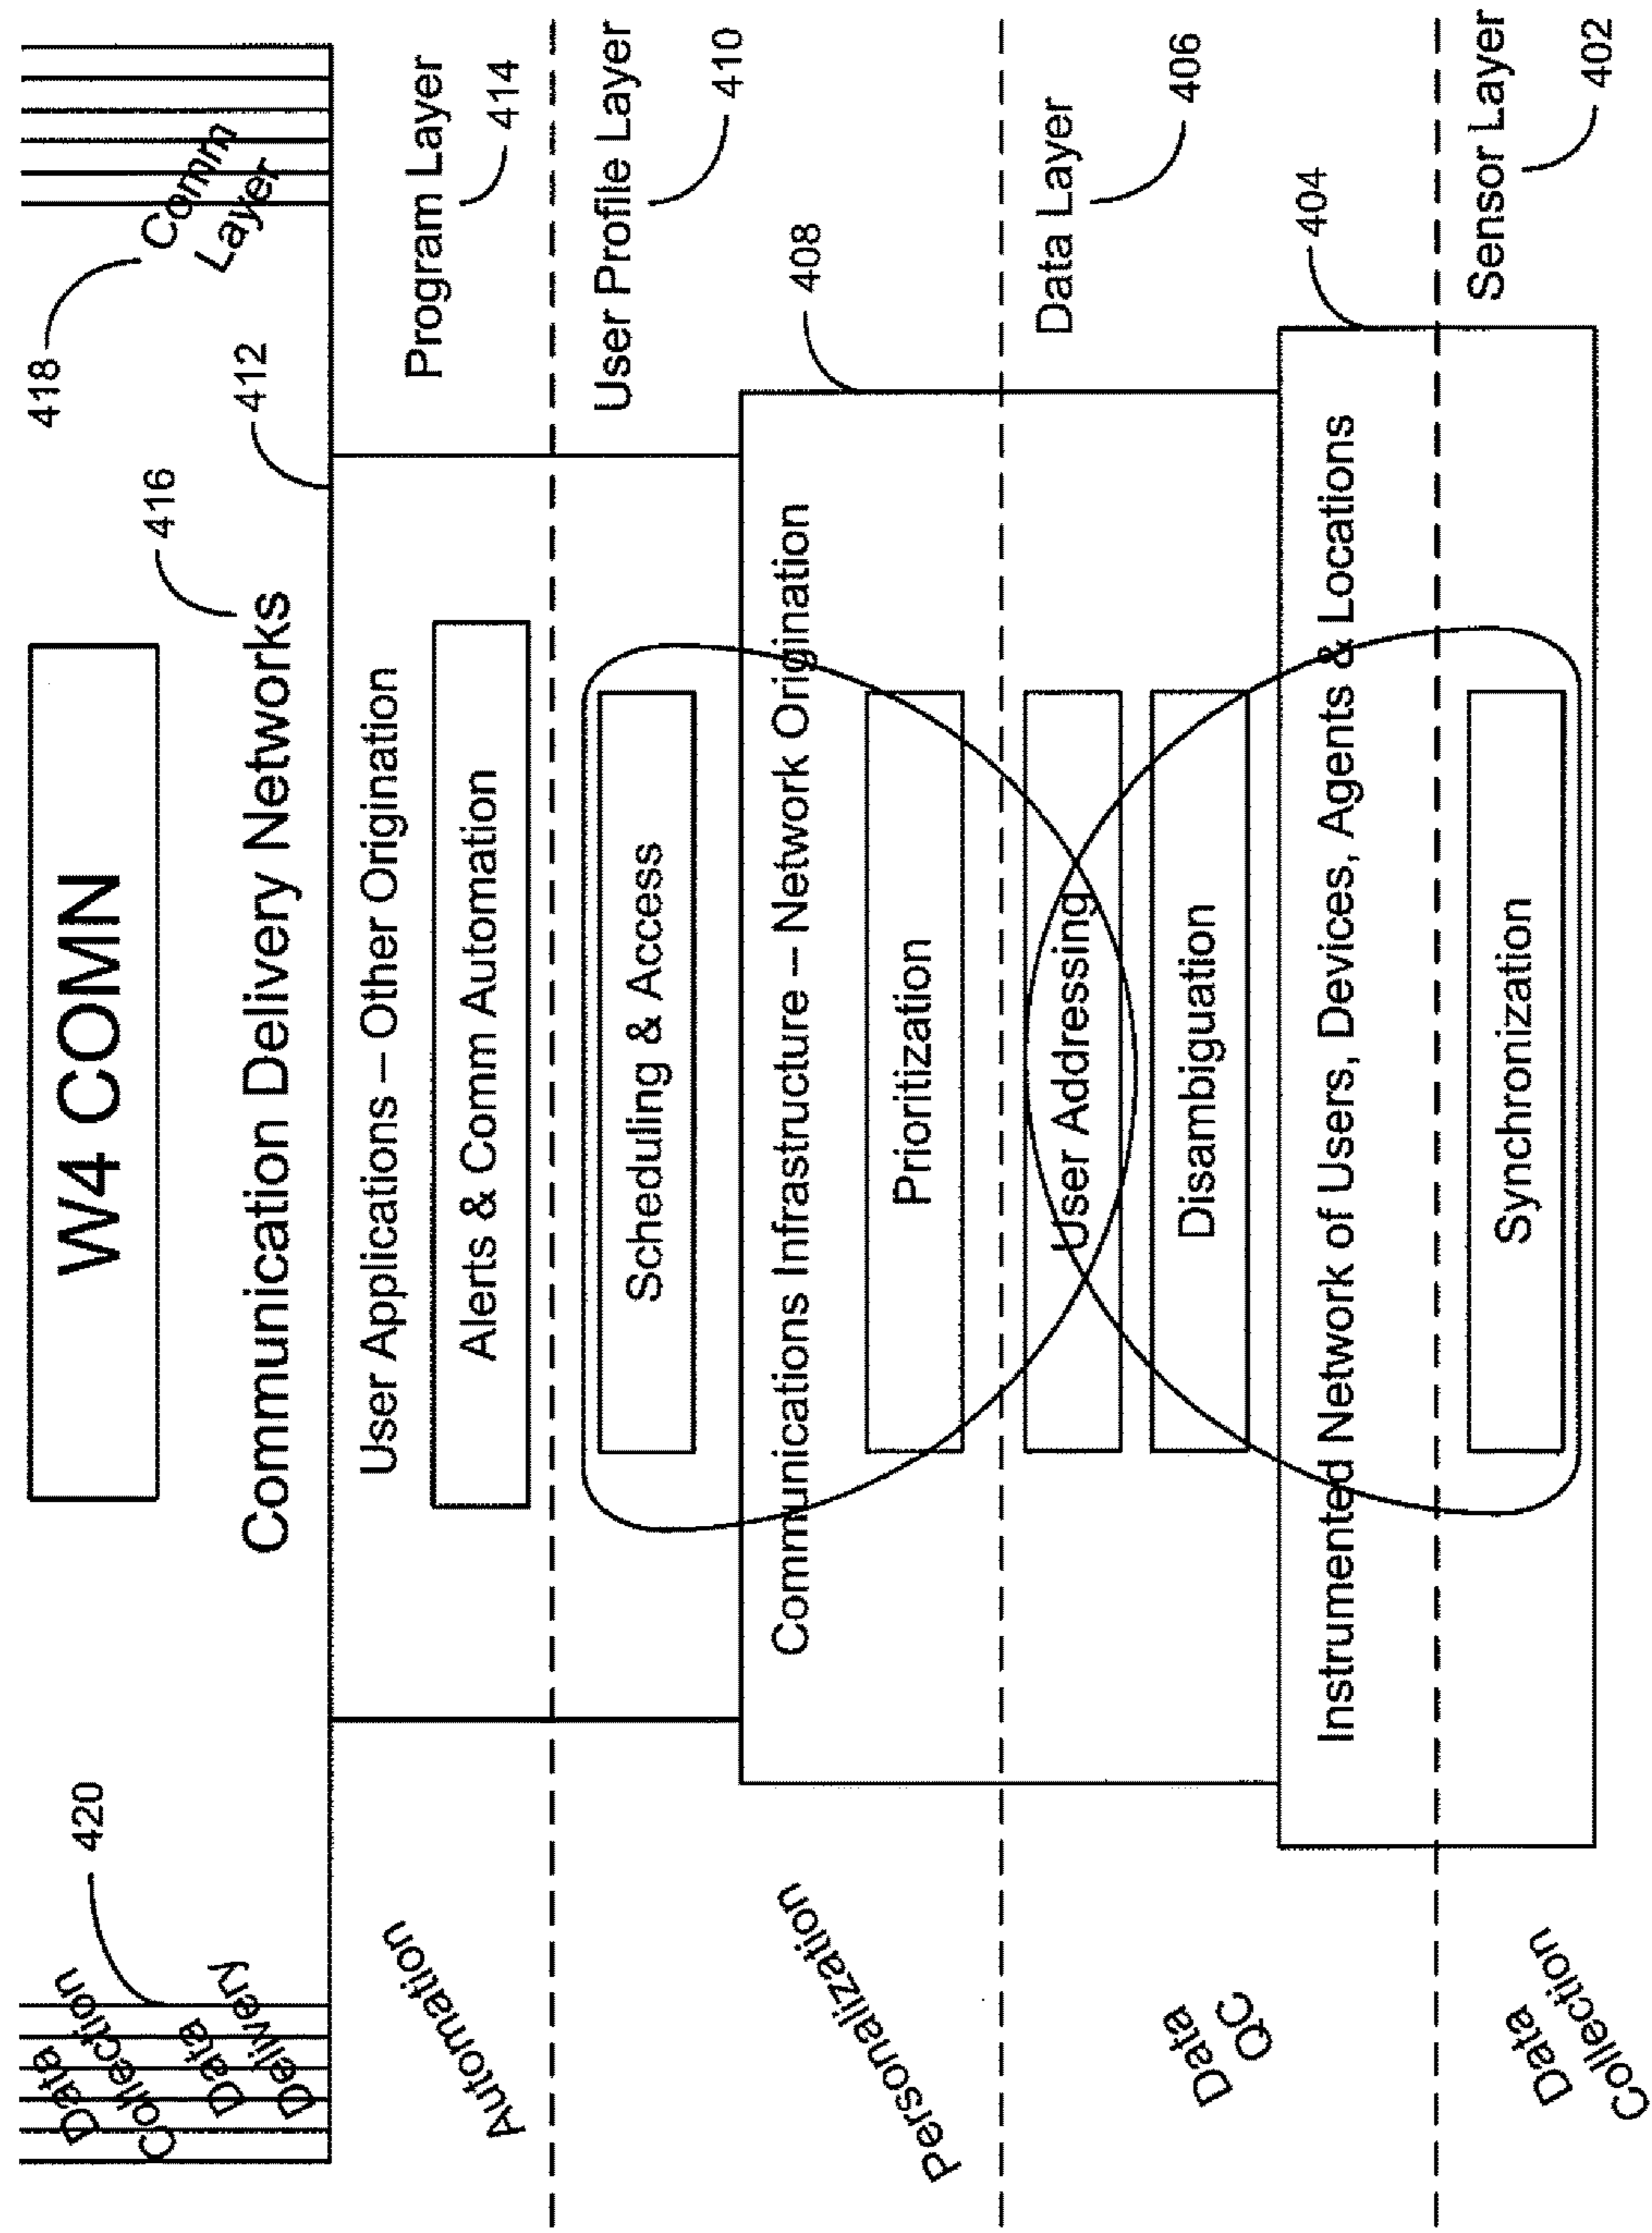 W4 COMN
418
Comm
Layer
420
Data
Collection
Data
Delivery
416
Communication Delivery Networks
412
User Applications – Other Origination
Alerts & Comm Automation
Automation
Program Layer
414
User Profile Layer
410
Scheduling & Access
408
Communications Infrastructure – Network Origination
Personalization
Prioritization
Data Layer
406
User Addressing
Data
QC
Disambiguation
404
Instrumented Network of Users, Devices, Agents & Locations
Sensor Layer
402
Data
Collection
Synchronization